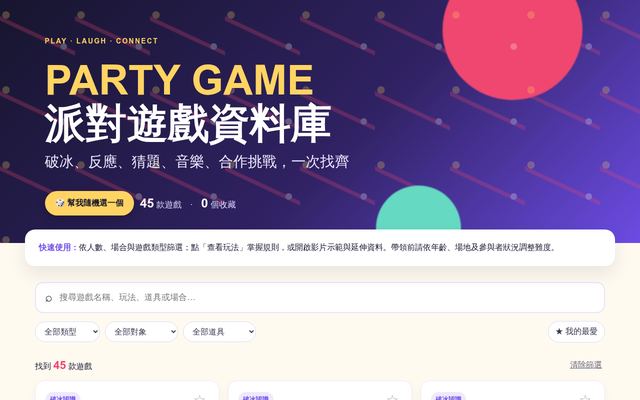 PLAY · LAUGH · CONNECT
PARTY GAME
派對遊戲資料庫
破冰、反應、猜題、音樂、合作挑戰，一次找齊
🎲 幫我隨機選一個
45 款遊戲 · 0 個收藏
快速使用：依人數、場合與遊戲類型篩選；點「查看玩法」掌握規則，或開啟影片示範與延伸資料。帶領前請依年齡、場地及參與者狀況調整難度。
搜尋遊戲名稱、玩法、道具或場合…
全部類型
全部對象
全部道具
★ 我的最愛
找到 45 款遊戲
清除篩選
破冰認識
破冰認識
破冰認識